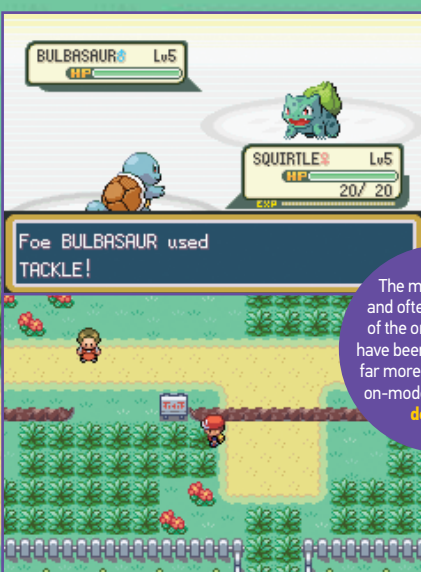 BULBASAUR♂ Lv5
HP
SQUIRTLE♀ Lv5
HP
20/ 20
EXP
Foe BULBASAUR used
TACKLE!
The m
and ofte
of the or
have been
far more
on-mode
de